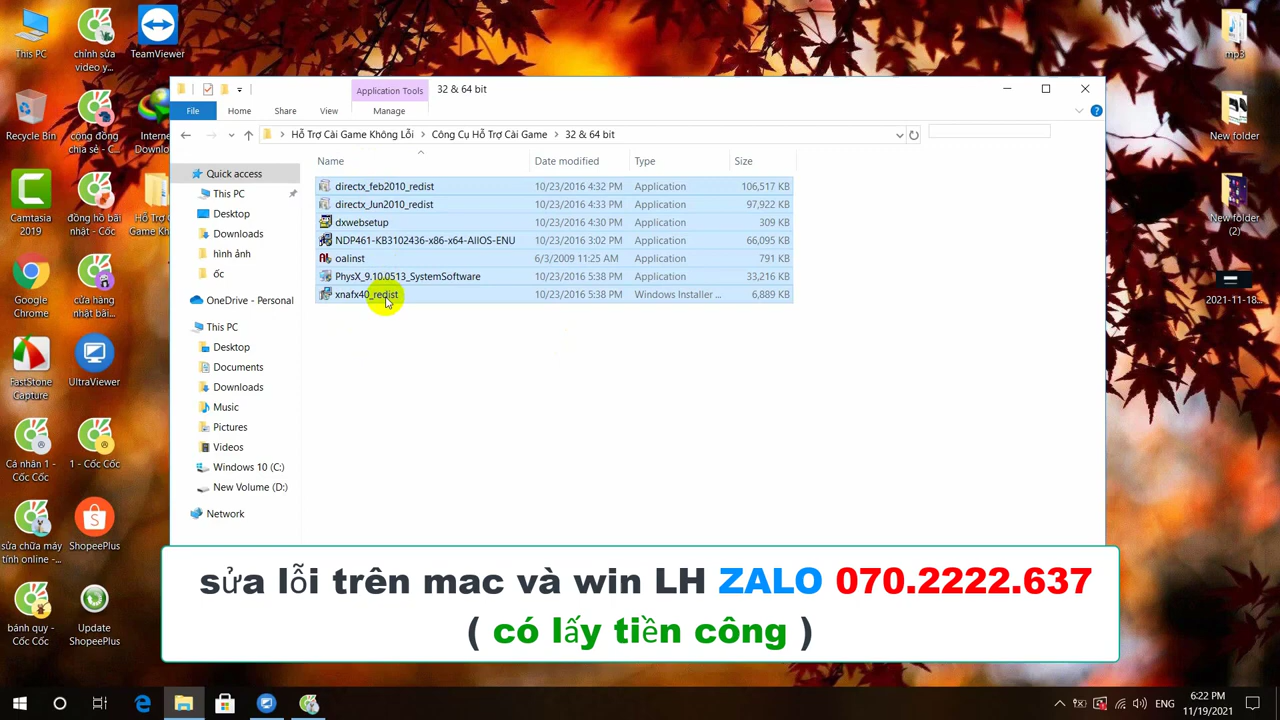 This PC
chỉnh sửa
video y...
TeamViewer
Recycle Bin
cộng đồng
chia sẻ - C...
Internet
Downlo...
Camtasia
2019
đồng hồ bãi
nhật - Cốc
Hỗ Trợ C
Game Kh
Google
Chrome
cửa hàng
nhật bãi...
FastStone
Capture
UltraViewer
Cá nhân 1 -
Cốc Cốc
1 - Cốc Cốc
sửa chữa máy
tính online -...
ShopeePlus
bánh quy -
Cốc Cốc
Update
ShopeePlus
mp3
New folder
New folder
(2)
2021-11-18...
Application Tools
32 & 64 bit
File
Home
Share
View
Manage
Hỗ Trợ Cài Game Không Lỗi > Công Cụ Hỗ Trợ Cài Game > 32 & 64 bit
Quick access
This PC
Desktop
Downloads
hình ảnh
ốc
OneDrive - Personal
This PC
Desktop
Documents
Downloads
Music
Pictures
Videos
Windows 10 (C:)
New Volume (D:)
Network
Name Date modified Type Size
directx_feb2010_redist 10/23/2016 4:32 PM Application 106,517 KB
directx_Jun2010_redist 10/23/2016 4:33 PM Application 97,922 KB
dxwebsetup 10/23/2016 4:30 PM Application 309 KB
NDP461-KB3102436-x86-x64-AllOS-ENU 10/23/2016 3:02 PM Application 66,095 KB
oalinst 6/3/2009 11:25 AM Application 791 KB
PhysX_9.10.0513_SystemSoftware 10/23/2016 5:38 PM Application 33,216 KB
xnafx40_redist 10/23/2016 5:38 PM Windows Installer ... 6,889 KB
sửa lỗi trên mac và win LH ZALO 070.2222.637
( có lấy tiền công )
ENG
6:22 PM
11/19/2021